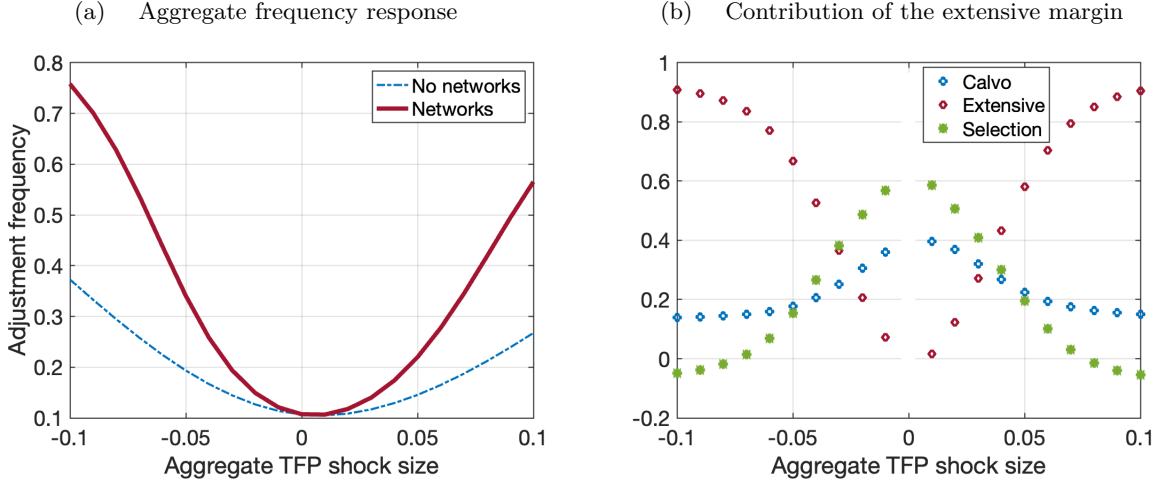 (a) Aggregate frequency response
0.8
0.7
0.6
0.5
0.4
0.3
0.2
0.1
Adjustment frequency
No networks
Networks
-0.1 -0.05 0 0.05 0.1
Aggregate TFP shock size
(b) Contribution of the extensive margin
1
0.8
0.6
0.4
0.2
0
-0.2
Calvo
Extensive
Selection
-0.1 -0.05 0 0.05 0.1
Aggregate TFP shock size